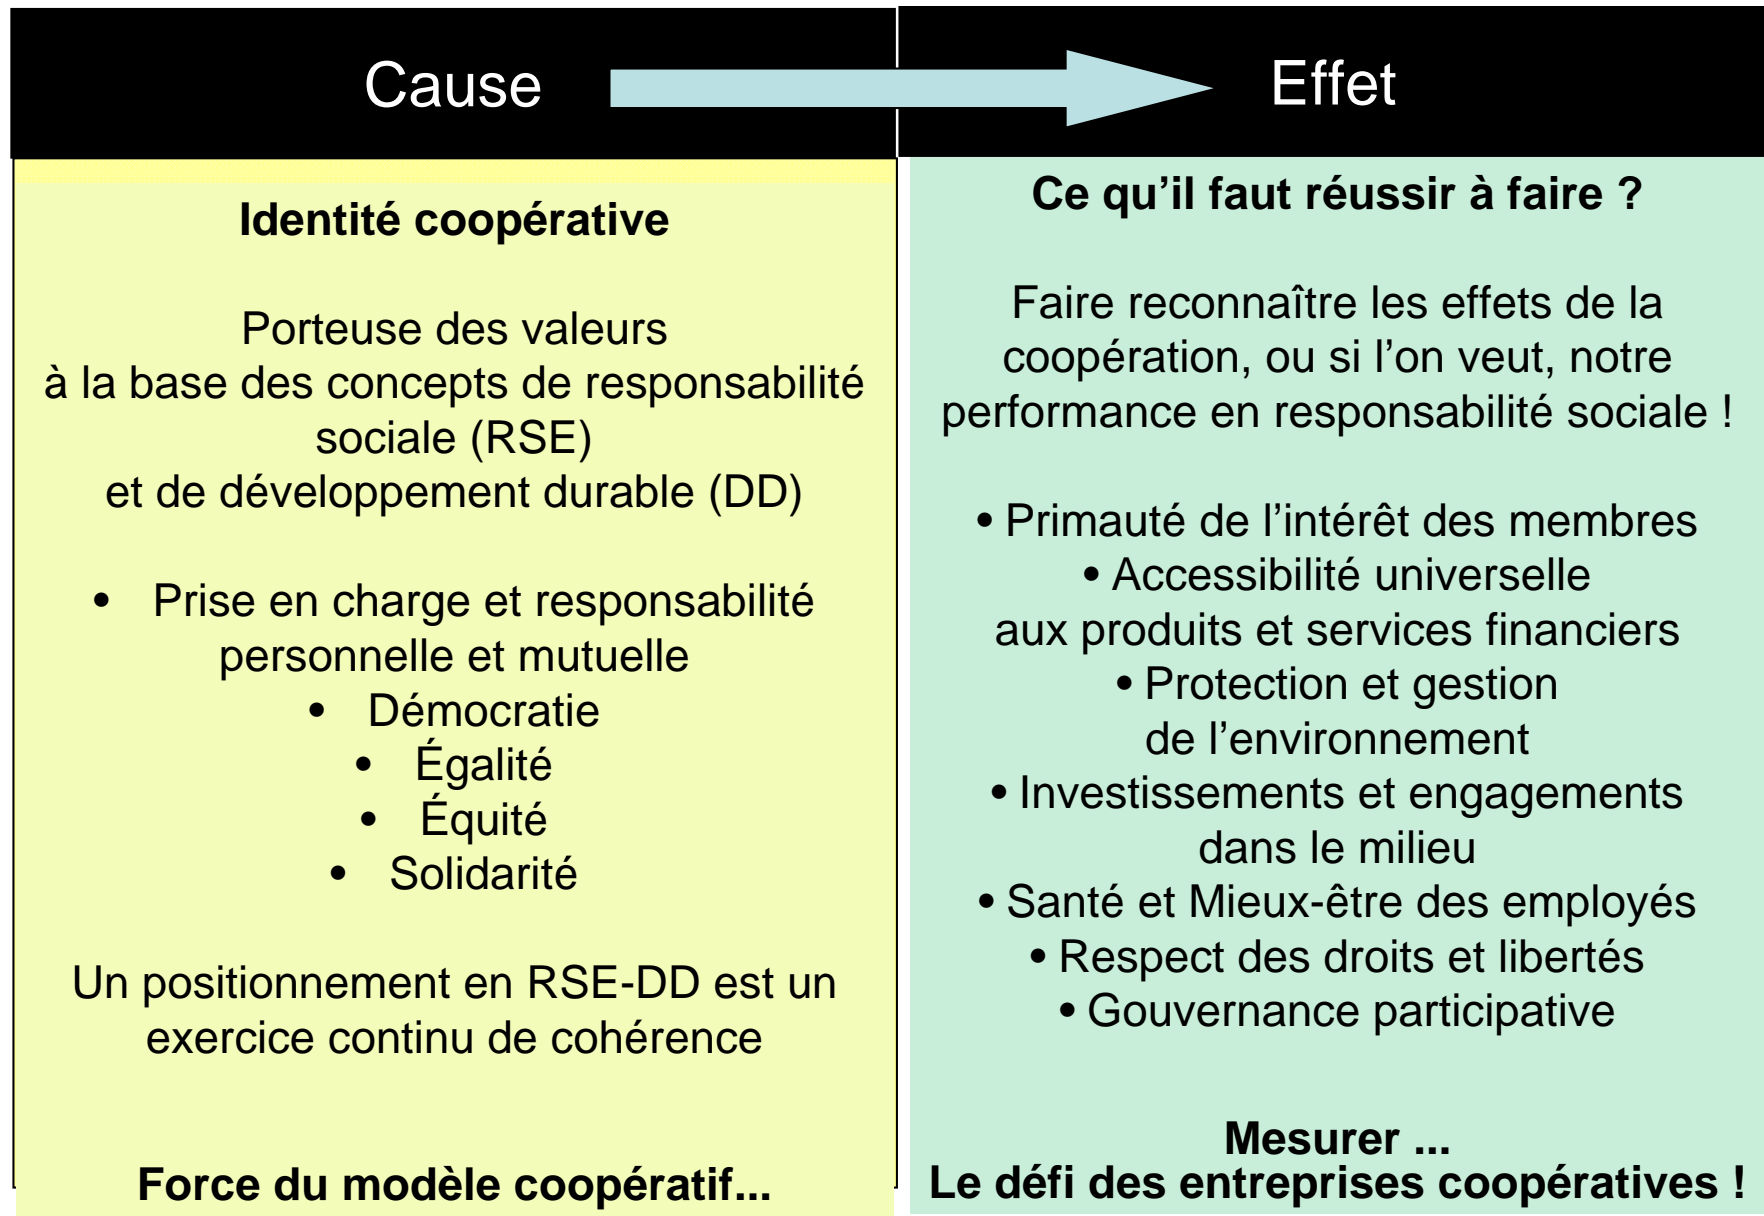 Cause
Effet
Identité coopérative
Porteuse des valeurs
à la base des concepts de responsabilité
sociale (RSE)
et de développement durable (DD)
• Prise en charge et responsabilité
personnelle et mutuelle
• Démocratie
• Égalité
• Équité
• Solidarité
Un positionnement en RSE-DD est un
exercice continu de cohérence
Force du modèle coopératif...
Ce qu’il faut réussir à faire ?
Faire reconnaître les effets de la
coopération, ou si l’on veut, notre
performance en responsabilité sociale !
• Primauté de l’intérêt des membres
• Accessibilité universelle
aux produits et services financiers
• Protection et gestion
de l’environnement
• Investissements et engagements
dans le milieu
• Santé et Mieux-être des employés
• Respect des droits et libertés
• Gouvernance participative
Mesurer ...
Le défi des entreprises coopératives !